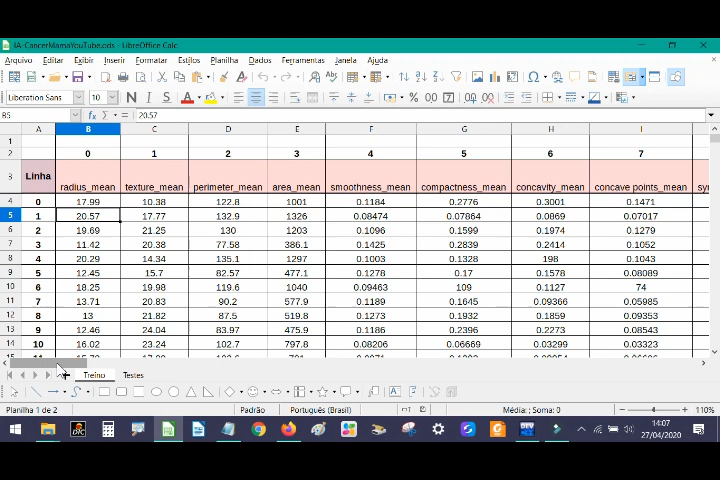 IA:CancerMamaYouTube.ods - LibreOffice Calc
Arquivo Editar Exibir Inserir Formatar Estilos Planilha Dados Ferramentas Janela Ajuda
Liberation Sans 10
B5 20.57
A B C D E F G H I
1
2 0 1 2 3 4 5 6 7
3 Linha radius_mean texture_mean perimeter_mean area_mean smoothness_mean compactness_mean concavity_mean concave points_mean
4 0 17.99 10.38 122.8 1001 0.1184 0.2776 0.3001 0.1471
5 1 20.57 17.77 132.9 1326 0.08474 0.07864 0.0869 0.07017
6 2 19.69 21.25 130 1203 0.1096 0.1599 0.1974 0.1279
7 3 11.42 20.38 77.58 386.1 0.1425 0.2839 0.2414 0.1052
8 4 20.29 14.34 135.1 1297 0.1003 0.1328 198 0.1043
9 5 12.45 15.7 82.57 477.1 0.1278 0.17 0.1578 0.08089
10 6 18.25 19.98 119.6 1040 0.09463 109 0.1127 74
11 7 13.71 20.83 90.2 577.9 0.1189 0.1645 0.09366 0.05985
12 8 13 21.82 87.5 519.8 0.1273 0.1932 0.1859 0.09353
13 9 12.46 24.04 83.97 475.9 0.1186 0.2396 0.2273 0.08543
14 10 16.02 23.24 102.7 797.8 0.08206 0.06669 0.03299 0.03323
Treino Testes
Planilha 1 de 2 Padrão Português (Brasil) Média: ; Soma: 0 110%
14:07
27/04/2020